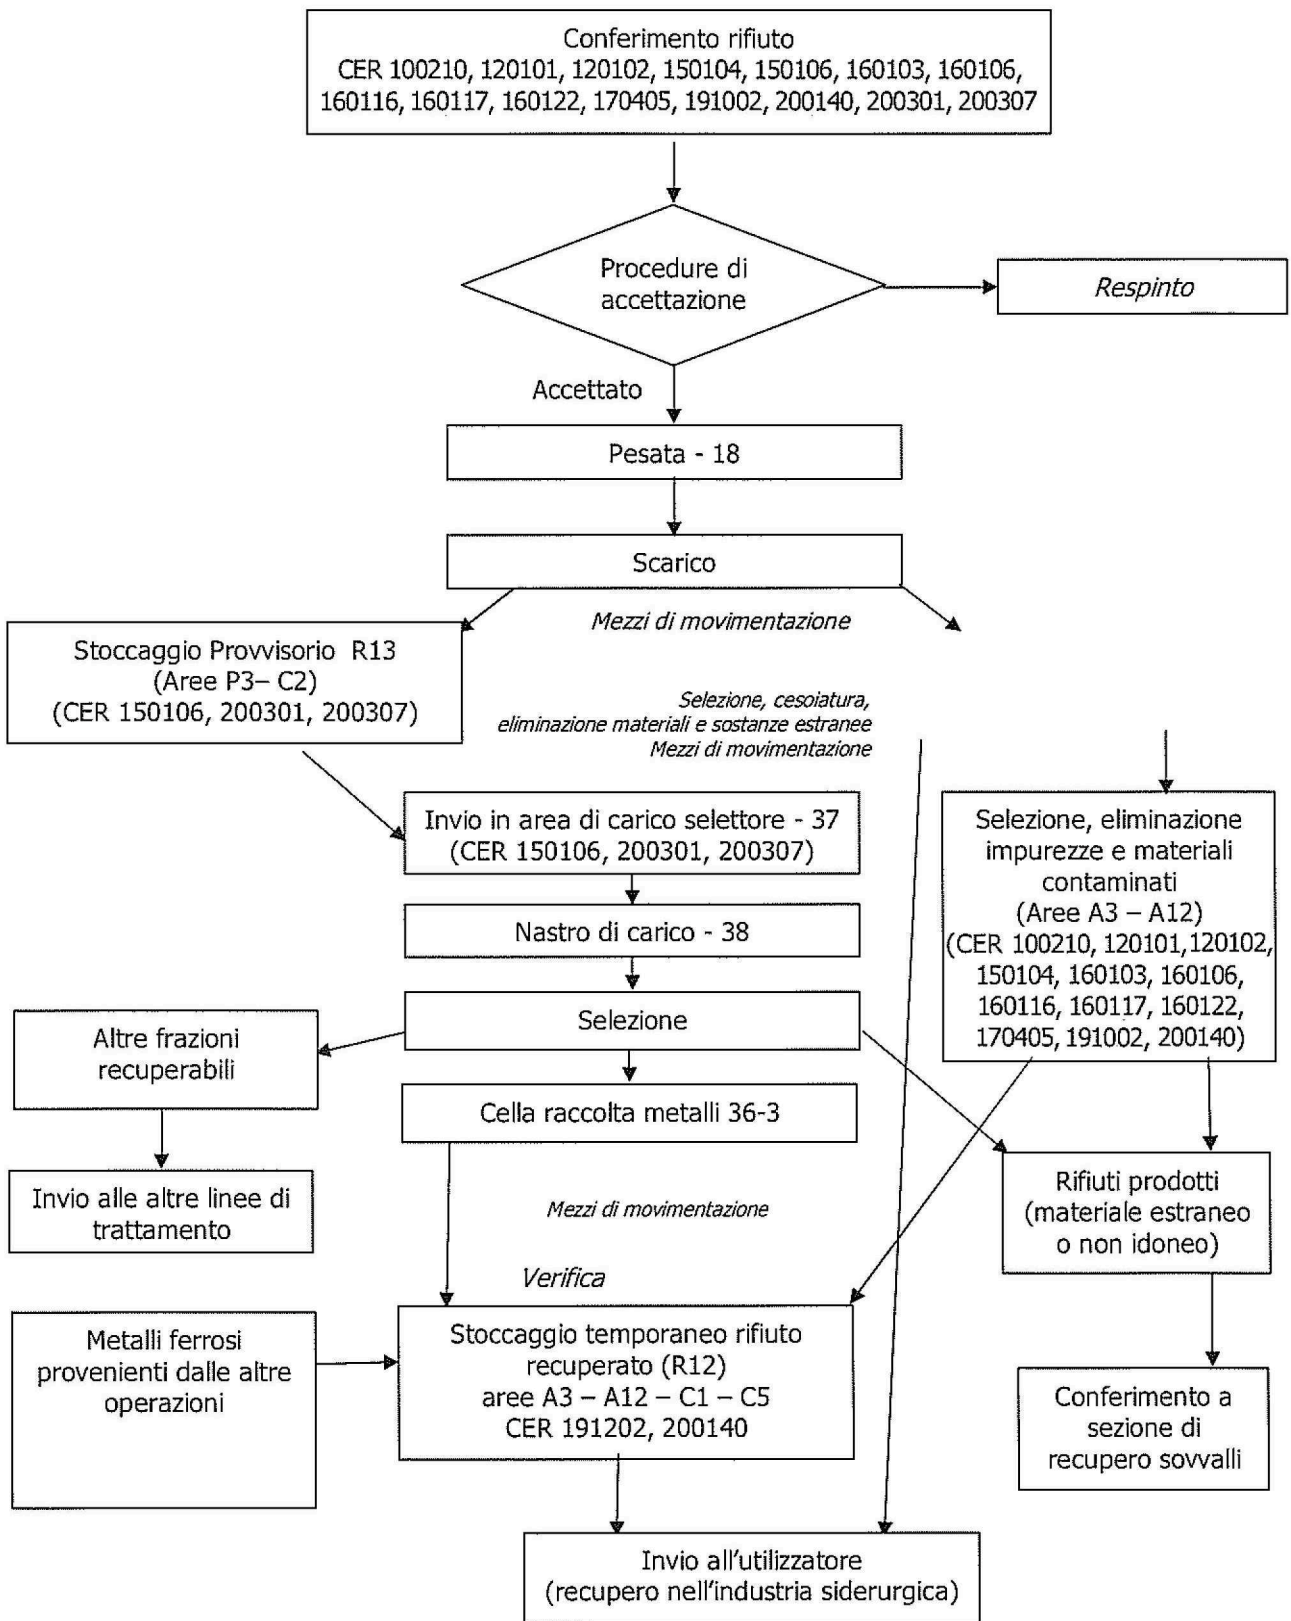 Conferimento rifiuto
CER 100210, 120101, 120102, 150104, 150106, 160103, 160106,
160116, 160117, 160122, 170405, 191002, 200140, 200301, 200307
Procedure di
accettazione
Respinto
Accettato
Pesata - 18
Scarico
Mezzi di movimentazione
Stoccaggio Provvisorio R13
(Aree P3– C2)
(CER 150106, 200301, 200307)
Selezione, cesoiatura,
eliminazione materiali e sostanze estranee
Mezzi di movimentazione
Invio in area di carico selettore - 37
(CER 150106, 200301, 200307)
Selezione, eliminazione
impurezze e materiali
contaminati
(Aree A3 – A12)
(CER 100210, 120101,120102,
150104, 160103, 160106,
160116, 160117, 160122,
170405, 191002, 200140)
Nastro di carico - 38
Selezione
Altre frazioni
recuperabili
Cella raccolta metalli 36-3
Invio alle altre linee di
trattamento
Rifiuti prodotti
(materiale estraneo
o non idoneo)
Mezzi di movimentazione
Verifica
Metalli ferrosi
provenienti dalle altre
operazioni
Stoccaggio temporaneo rifiuto
recuperato (R12)
aree A3 – A12 – C1 – C5
CER 191202, 200140
Conferimento a
sezione di
recupero sovvalli
Invio all'utilizzatore
(recupero nell'industria siderurgica)